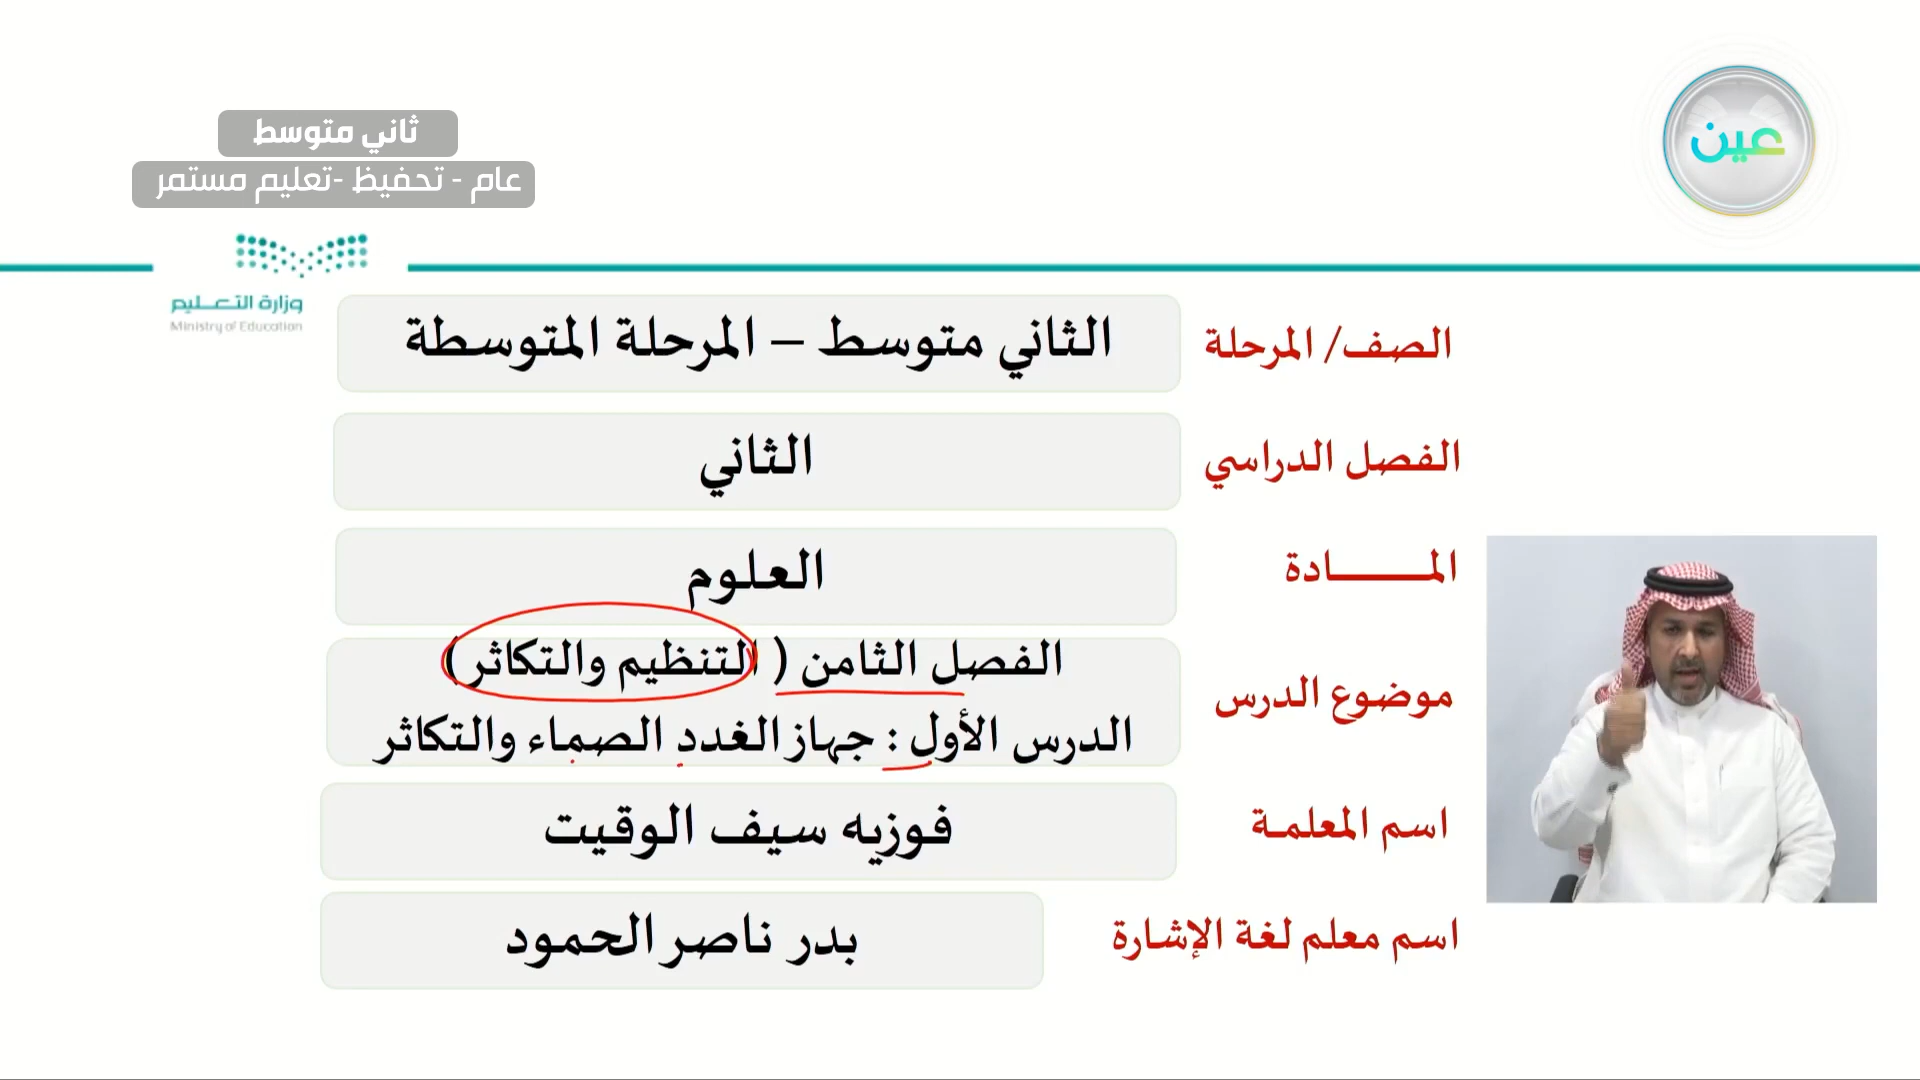 عين
ثاني متوسط
عام - تحفيظ -تعليم مستمر
وزارة التعـــليم
Ministry of Education
الصف/ المرحلة
الثاني متوسط – المرحلة المتوسطة
الفصل الدراسي
الثاني
المــــــــادة
العلوم
موضوع الدرس
الفصل الثامن ( التنظيم والتكاثر)
الدرس الأول : جهاز الغدد الصماء والتكاثر
اسم المعلمة
فوزيه سيف الوقيت
اسم معلم لغة الإشارة
بدر ناصر الحمود